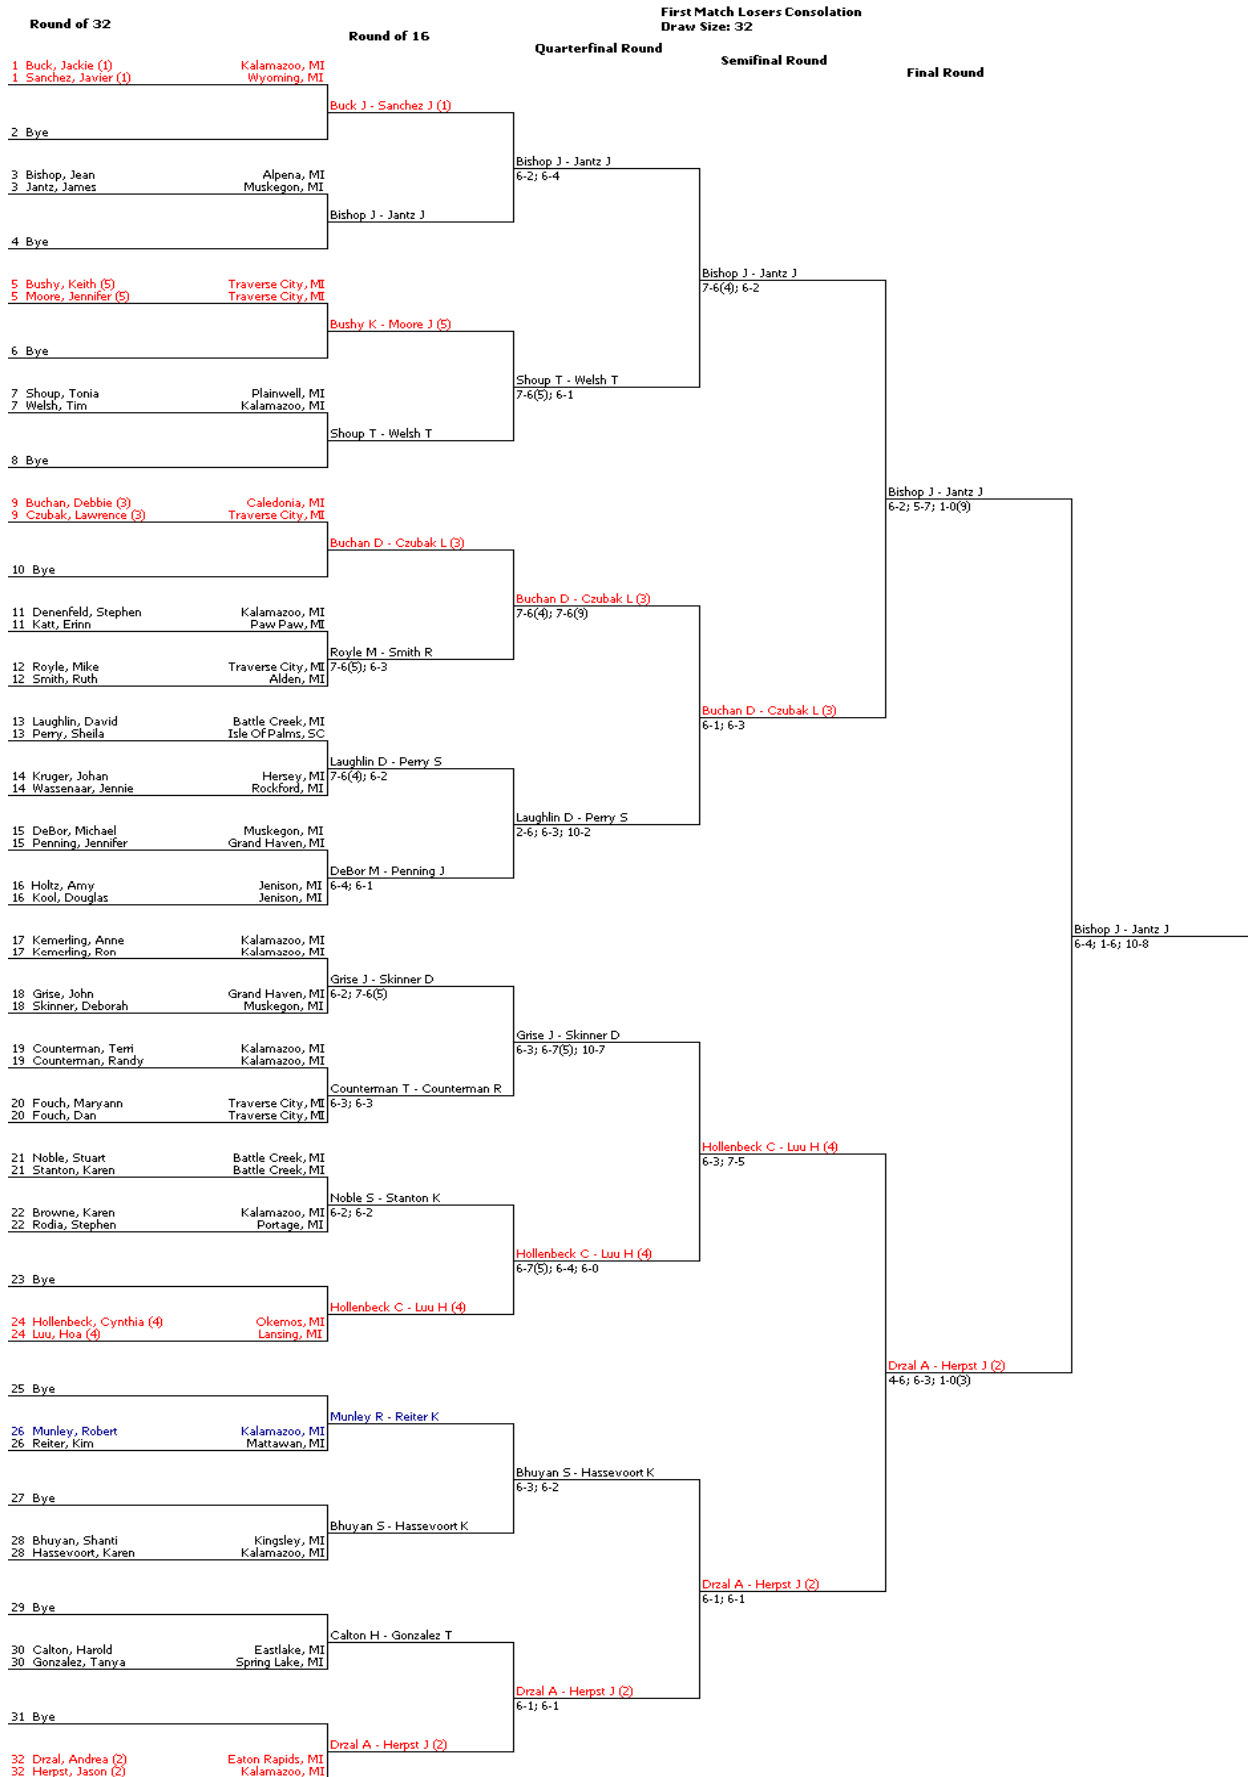 First Match Losers Consolation
Draw Size: 32
Round of 32
Round of 16
Quarterfinal Round
Semifinal Round
Final Round
1 Buck, Jackie (1) Kalamazoo, MI
1 Sanchez, Javier (1) Wyoming, MI
Buck J - Sanchez J (1)
2 Bye
Bishop J - Jantz J
6-2; 6-4
3 Bishop, Jean Alpena, MI
3 Jantz, James Muskegon, MI
Bishop J - Jantz J
4 Bye
Bishop J - Jantz J
7-6(4); 6-2
5 Bushy, Keith (5) Traverse City, MI
5 Moore, Jennifer (5) Traverse City, MI
Bushy K - Moore J (5)
6 Bye
Shoup T - Welsh T
7-6(5); 6-1
7 Shoup, Tonia Plainwell, MI
7 Welsh, Tim Kalamazoo, MI
Shoup T - Welsh T
8 Bye
Bishop J - Jantz J
6-2; 5-7; 1-0(9)
9 Buchan, Debbie (3) Caledonia, MI
9 Czubak, Lawrence (3) Traverse City, MI
Buchan D - Czubak L (3)
10 Bye
Buchan D - Czubak L (3)
7-6(4); 7-6(9)
11 Denenfeld, Stephen Kalamazoo, MI
11 Katt, Erinn Paw Paw, MI
Royle M - Smith R
7-6(5); 6-3
12 Royle, Mike Traverse City, MI
12 Smith, Ruth Alden, MI
Buchan D - Czubak L (3)
6-1; 6-3
13 Laughlin, David Battle Creek, MI
13 Perry, Sheila Isle Of Palms, SC
Laughlin D - Perry S
7-6(4); 6-2
14 Kruger, Johan Hersey, MI
14 Wassenaar, Jennie Rockford, MI
Laughlin D - Perry S
2-6; 6-3; 10-2
15 DeBor, Michael Muskegon, MI
15 Penning, Jennifer Grand Haven, MI
DeBor M - Penning J
6-4; 6-1
16 Holtz, Amy Jenison, MI
16 Kool, Douglas Jenison, MI
Bishop J - Jantz J
6-4; 1-6; 10-8
17 Kemerling, Anne Kalamazoo, MI
17 Kemerling, Ron Kalamazoo, MI
Grise J - Skinner D
6-2; 7-6(5)
18 Grise, John Grand Haven, MI
18 Skinner, Deborah Muskegon, MI
Grise J - Skinner D
6-3; 6-7(5); 10-7
19 Counterman, Terri Kalamazoo, MI
19 Counterman, Randy Kalamazoo, MI
Counterman T - Counterman R
6-3; 6-3
20 Fouch, Maryann Traverse City, MI
20 Fouch, Dan Traverse City, MI
Hollenbeck C - Luu H (4)
6-3; 7-5
21 Noble, Stuart Battle Creek, MI
21 Stanton, Karen Battle Creek, MI
Noble S - Stanton K
6-2; 6-2
22 Browne, Karen Kalamazoo, MI
22 Rodia, Stephen Portage, MI
Hollenbeck C - Luu H (4)
6-7(5); 6-4; 6-0
23 Bye
Hollenbeck C - Luu H (4)
24 Hollenbeck, Cynthia (4) Okemos, MI
24 Luu, Hoa (4) Lansing, MI
Drzal A - Herpst J (2)
4-6; 6-3; 1-0(3)
25 Bye
Munley R - Reiter K
26 Munley, Robert Kalamazoo, MI
26 Reiter, Kim Mattawan, MI
Bhuyan S - Hassevoort K
6-3; 6-2
27 Bye
Bhuyan S - Hassevoort K
28 Bhuyan, Shanti Kingsley, MI
28 Hassevoort, Karen Kalamazoo, MI
Drzal A - Herpst J (2)
6-1; 6-1
29 Bye
Calton H - Gonzalez T
30 Calton, Harold Eastlake, MI
30 Gonzalez, Tanya Spring Lake, MI
Drzal A - Herpst J (2)
6-1; 6-1
31 Bye
Drzal A - Herpst J (2)
32 Drzal, Andrea (2) Eaton Rapids, MI
32 Herpst, Jason (2) Kalamazoo, MI